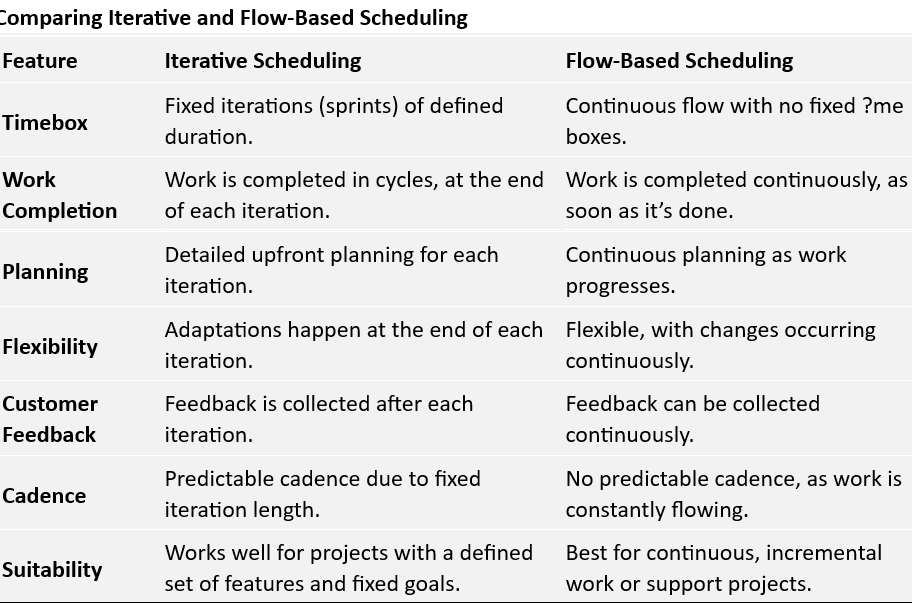 Comparing Iterative and Flow-Based Scheduling
Feature Iterative Scheduling Flow-Based Scheduling
Timebox
Fixed iterations (sprints) of defined
duration.
Continuous flow with no fixed ?me
boxes.
Work
Completion
Work is completed in cycles, at the end
of each iteration.
Work is completed continuously, as
soon as it’s done.
Planning
Detailed upfront planning for each
iteration.
Continuous planning as work
progresses.
Flexibility
Adaptations happen at the end of each
iteration.
Flexible, with changes occurring
continuously.
Customer
Feedback
Feedback is collected after each
iteration.
Feedback can be collected
continuously.
Cadence
Predictable cadence due to fixed
iteration length.
No predictable cadence, as work is
constantly flowing.
Suitability
Works well for projects with a defined
set of features and fixed goals.
Best for continuous, incremental
work or support projects.